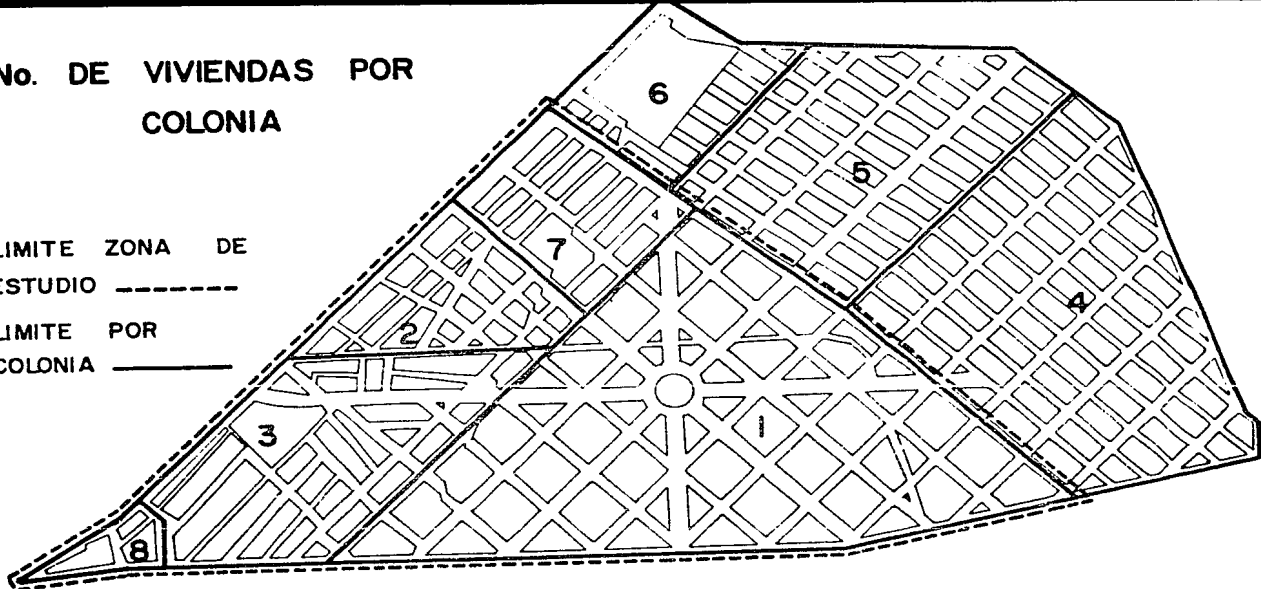 No. DE VIVIENDAS POR
COLONIA
LIMITE ZONA DE
ESTUDIO
LIMITE POR
COLONIA
6
5
7
4
2
1
3
8